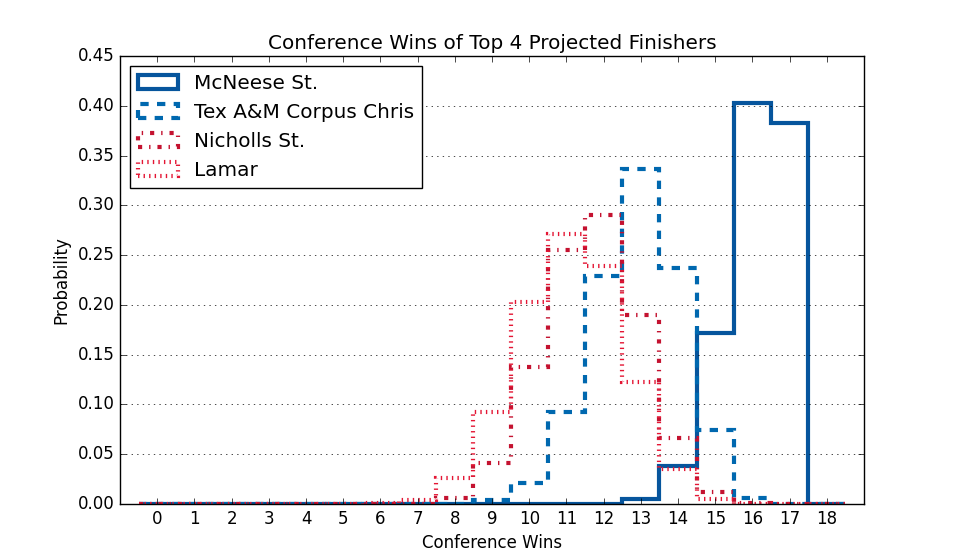 Conference Wins of Top 4 Projected Finishers
McNeese St.
Tex A&M Corpus Chris
Nicholls St.
Lamar
0.45
0.40
0.35
0.30
0.25
0.20
0.15
0.10
0.05
0.00
Probability
0 1 2 3 4 5 6 7 8 9 10 11 12 13 14 15 16 17 18
Conference Wins